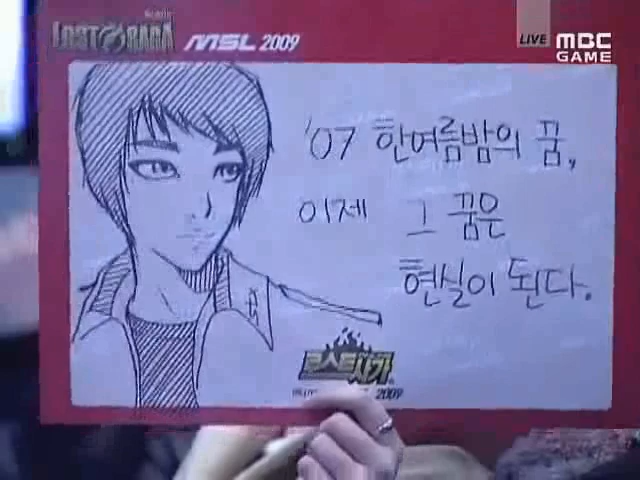 LOST SAGA MSL 2009
LIVE MBC
GAME
'07 한여름밤의 꿈,
이제 그 꿈은
현실이 된다.
로스트사가
2009